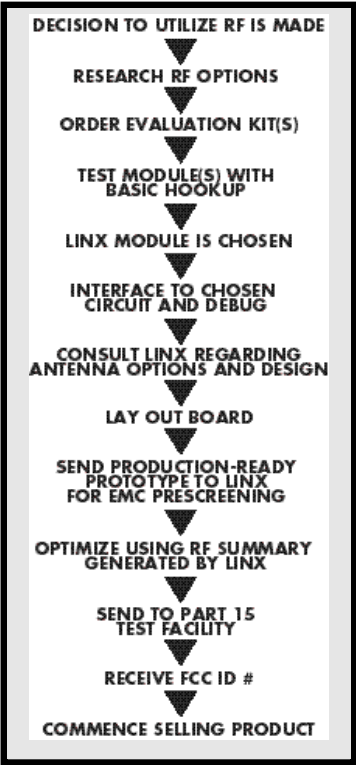 DECISION TO UTILIZE RF IS MADE
RESEARCH RF OPTIONS
ORDER EVALUATION KIT(S)
TEST MODULE(S) WITH
BASIC HOOKUP
LINX MODULE IS CHOSEN
INTERFACE TO CHOSEN
CIRCUIT AND DEBUG
CONSULT LINX REGARDING
ANTENNA OPTIONS AND DESIGN
LAY OUT BOARD
SEND PRODUCTION-READY
PROTOTYPE TO LINX
FOR EMC PRESCREENING
OPTIMIZE USING RF SUMMARY
GENERATED BY LINX
SEND TO PART 15
TEST FACILITY
RECEIVE FCC ID #
COMMENCE SELLING PRODUCT